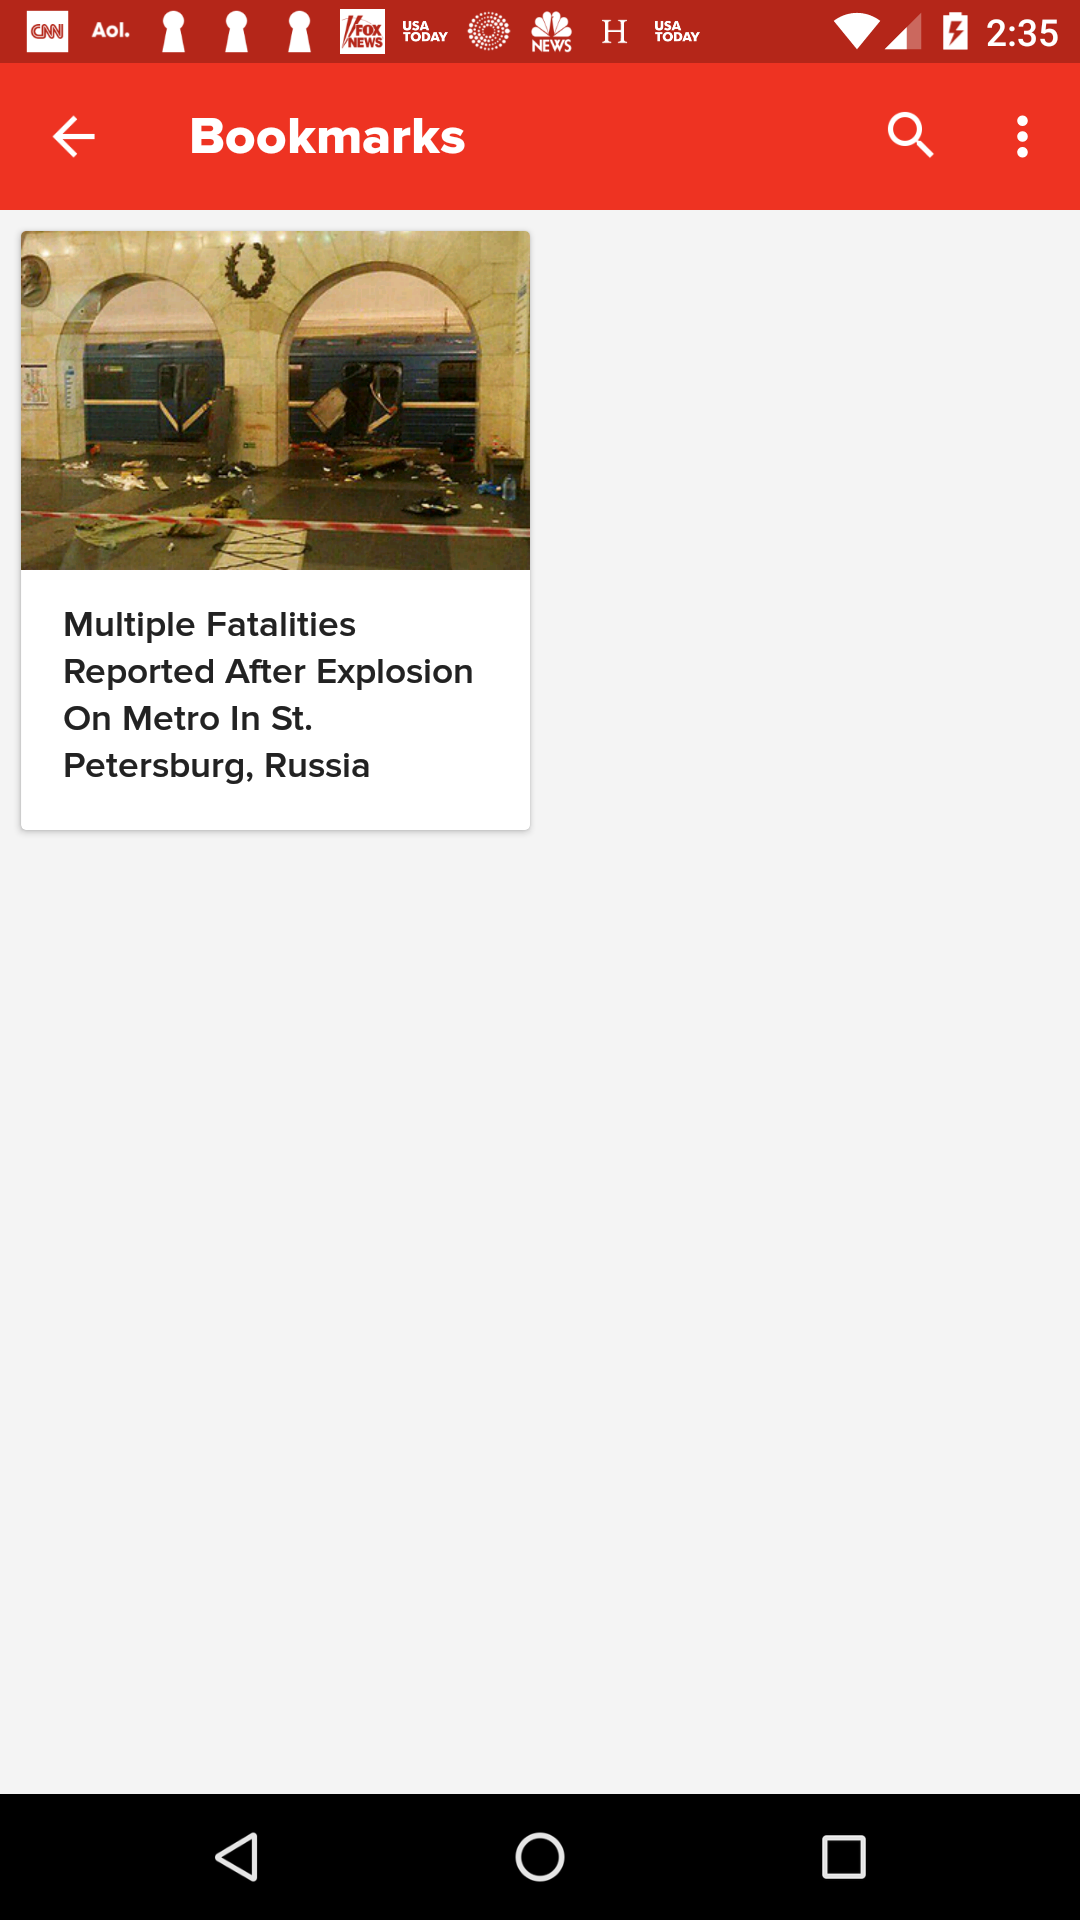 CNN Aol. FOX NEWS USA TODAY NEWS H USA TODAY 2:35
Bookmarks
Multiple Fatalities
Reported After Explosion
On Metro In St.
Petersburg, Russia